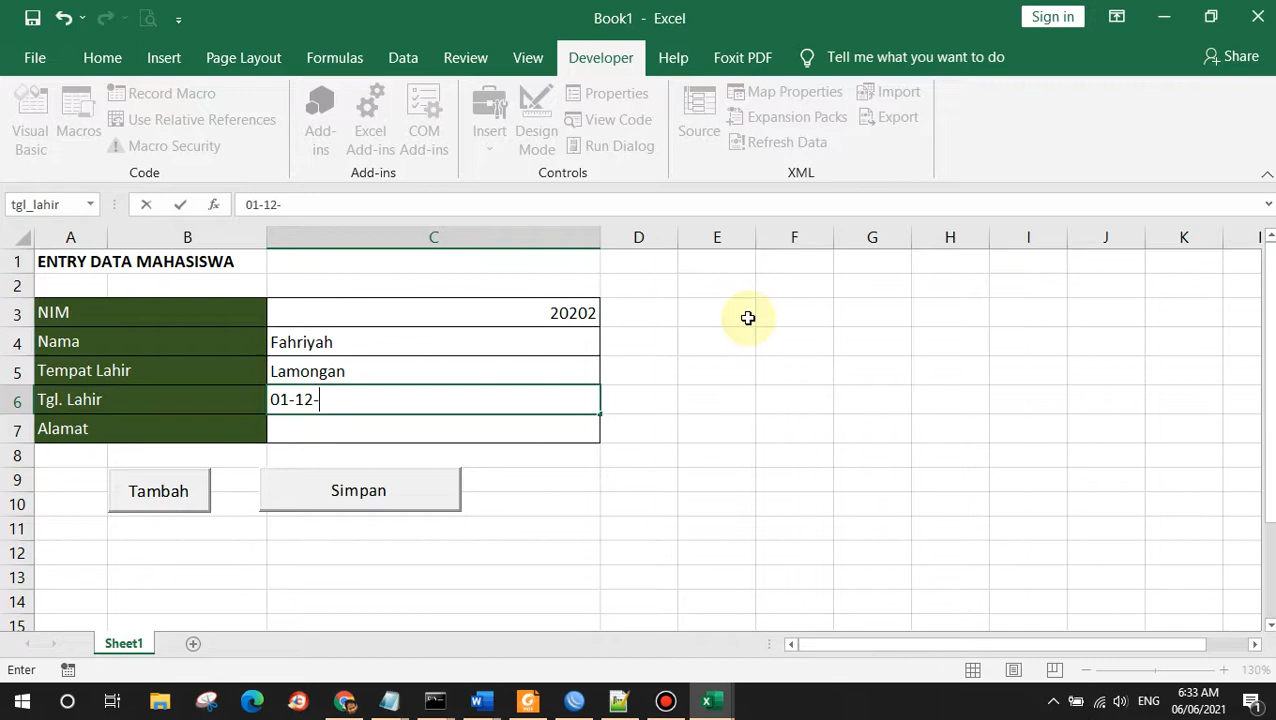 Book1 - Excel
Sign in
File Home Insert Page Layout Formulas Data Review View Developer Help Foxit PDF Tell me what you want to do Share
Visual Basic
Macros
Record Macro
Use Relative References
Macro Security
Code
Add-ins
Excel Add-ins
COM Add-ins
Add-ins
Insert
Design Mode
Properties
View Code
Run Dialog
Controls
Source
Map Properties
Expansion Packs
Refresh Data
Import
Export
XML
tgl_lahir fx 01-12-
A B C D E F G H I J K
1 ENTRY DATA MAHASISWA
2
3 NIM 20202
4 Nama Fahriyah
5 Tempat Lahir Lamongan
6 Tgl. Lahir 01-12-
7 Alamat
8
9
Tambah Simpan
10
11
12
13
14
15
Sheet1
Enter 130%
ENG 6:33 AM
06/06/2021
1